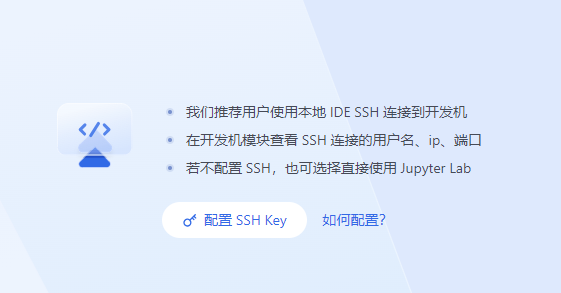 我们推荐用户使用本地 IDE SSH 连接到开发机
在开发机模块查看 SSH 连接的用户名、ip、端口
若不配置 SSH，也可选择直接使用 Jupyter Lab
配置 SSH Key 如何配置?